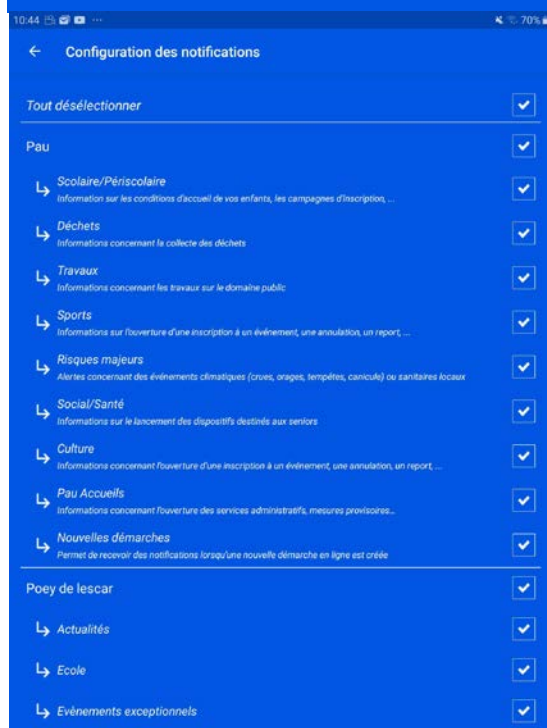 10:44 ...
70%
Configuration des notifications
Tout désélectionner
Pau
Scolaire/Périscolaire
Information sur les conditions d'accueil de vos enfants, les campagnes d'inscription, ...
Déchets
Informations concernant la collecte des déchets
Travaux
Informations concernant les travaux sur le domaine public
Sports
Informations sur l'ouverture d'une inscription à un événement, une annulation, un report, ...
Risques majeurs
Alertes concernant des événements climatiques (crues, orages, tempêtes, canicule) ou sanitaires locaux
Social/Santé
Informations sur le lancement des dispositifs destinés aux seniors
Culture
Informations concernant l'ouverture d'une inscription à un événement, une annulation, un report, ...
Pau Accueils
Informations concernant l'ouverture des services administratifs, mesures provisoires...
Nouvelles démarches
Permet de recevoir des notifications lorsqu'une nouvelle démarche en ligne est créée
Poey de lescar
Actualités
Ecole
Evènements exceptionnels